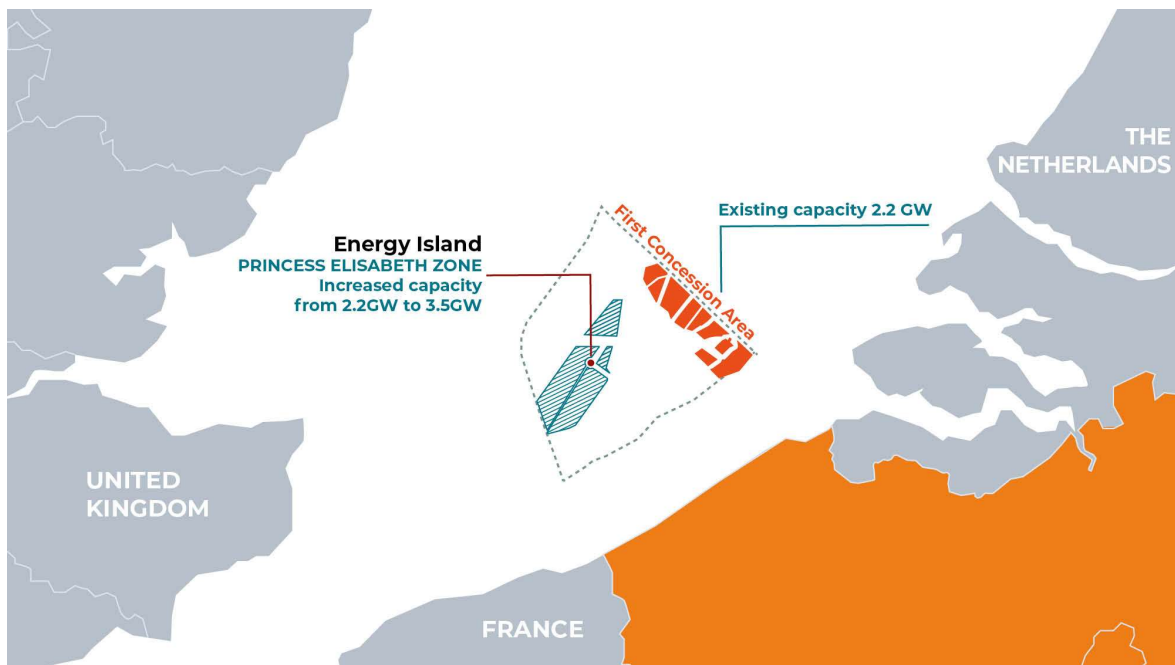 THE
NETHERLANDS
First Concession Area
Existing capacity 2.2 GW
Energy Island
PRINCESS ELISABETH ZONE
Increased capacity
from 2.2GW to 3.5GW
UNITED
KINGDOM
FRANCE